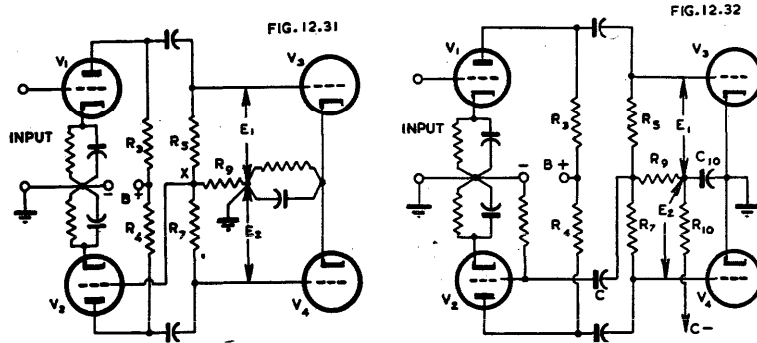 FIG. 12.31
V1
V3
INPUT
R3
R5
E1
R9
X
B +
-
R4
R7
E2
V2
V4
FIG. 12.32
V1
V3
INPUT
R3
R5
E1
R9
C10
B +
-
E2
R4
R7
R10
V2
C
V4
C-